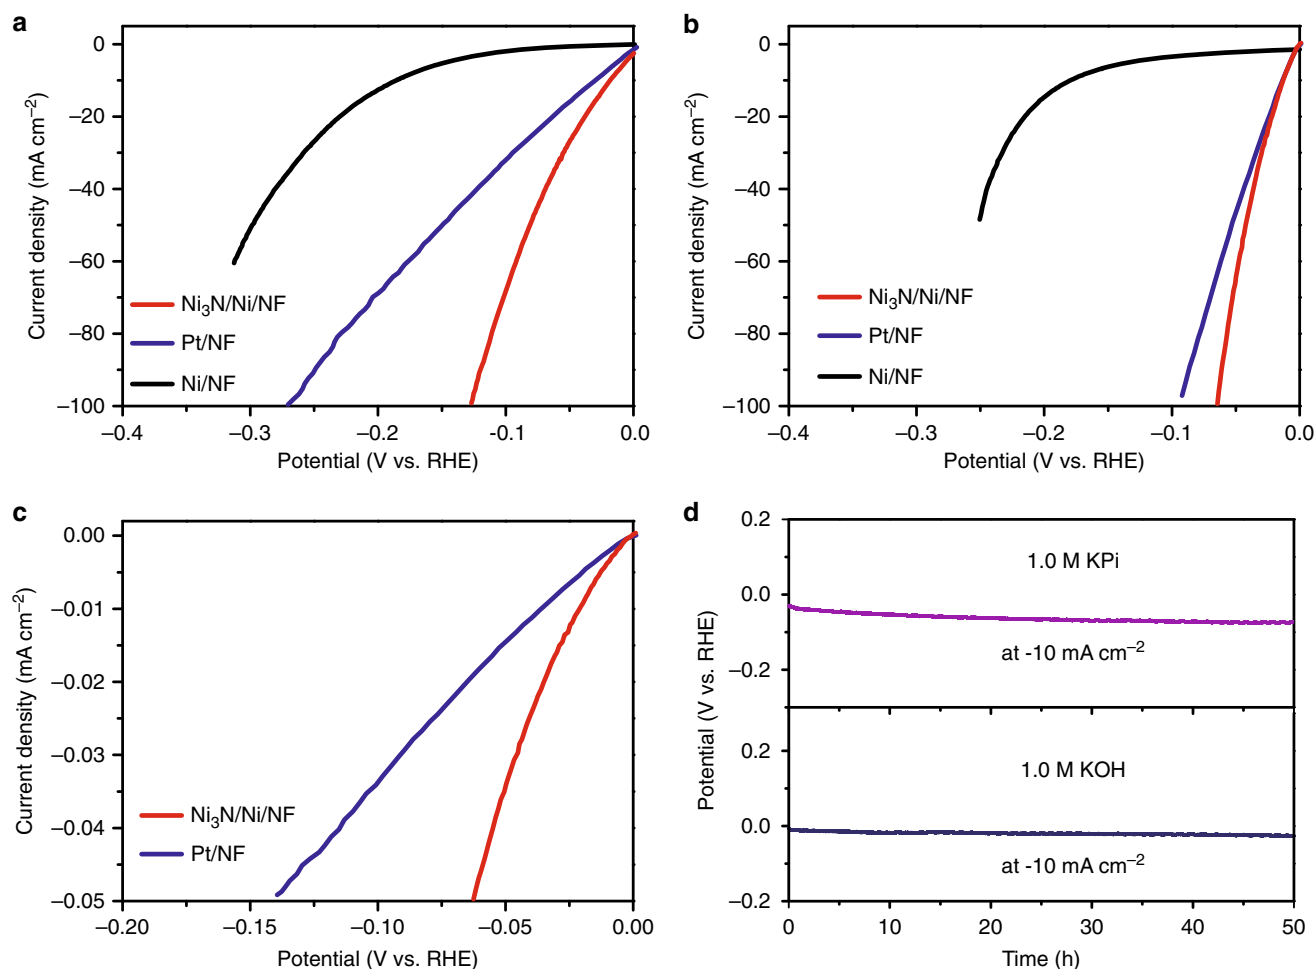 a
Current density (mA cm⁻²)
0
−20
−40
−60
−80
−100
Ni₃N/Ni/NF
Pt/NF
Ni/NF
−0.4
−0.3
−0.2
-0.1
0.0
Potential (V vs. RHE)
b
Current density (mA cm⁻²)
0
−20
−40
−60
−80
−100
Ni₃N/Ni/NF
Pt/NF
Ni/NF
−0.4
−0.3
−0.2
−0.1
0.0
Potential (V vs. RHE)
c
Current density (mA cm⁻²)
0.00
−0.01
−0.02
−0.03
−0.04
−0.05
Ni₃N/Ni/NF
Pt/NF
−0.20
−0.15
−0.10
−0.05
0.00
Potential (V vs. RHE)
d
Potential (V vs. RHE)
0.2
0.0
−0.2
1.0 M KPi
at -10 mA cm⁻²
0.2
0.0
−0.2
1.0 M KOH
at -10 mA cm⁻²
0
10
20
30
40
50
Time (h)